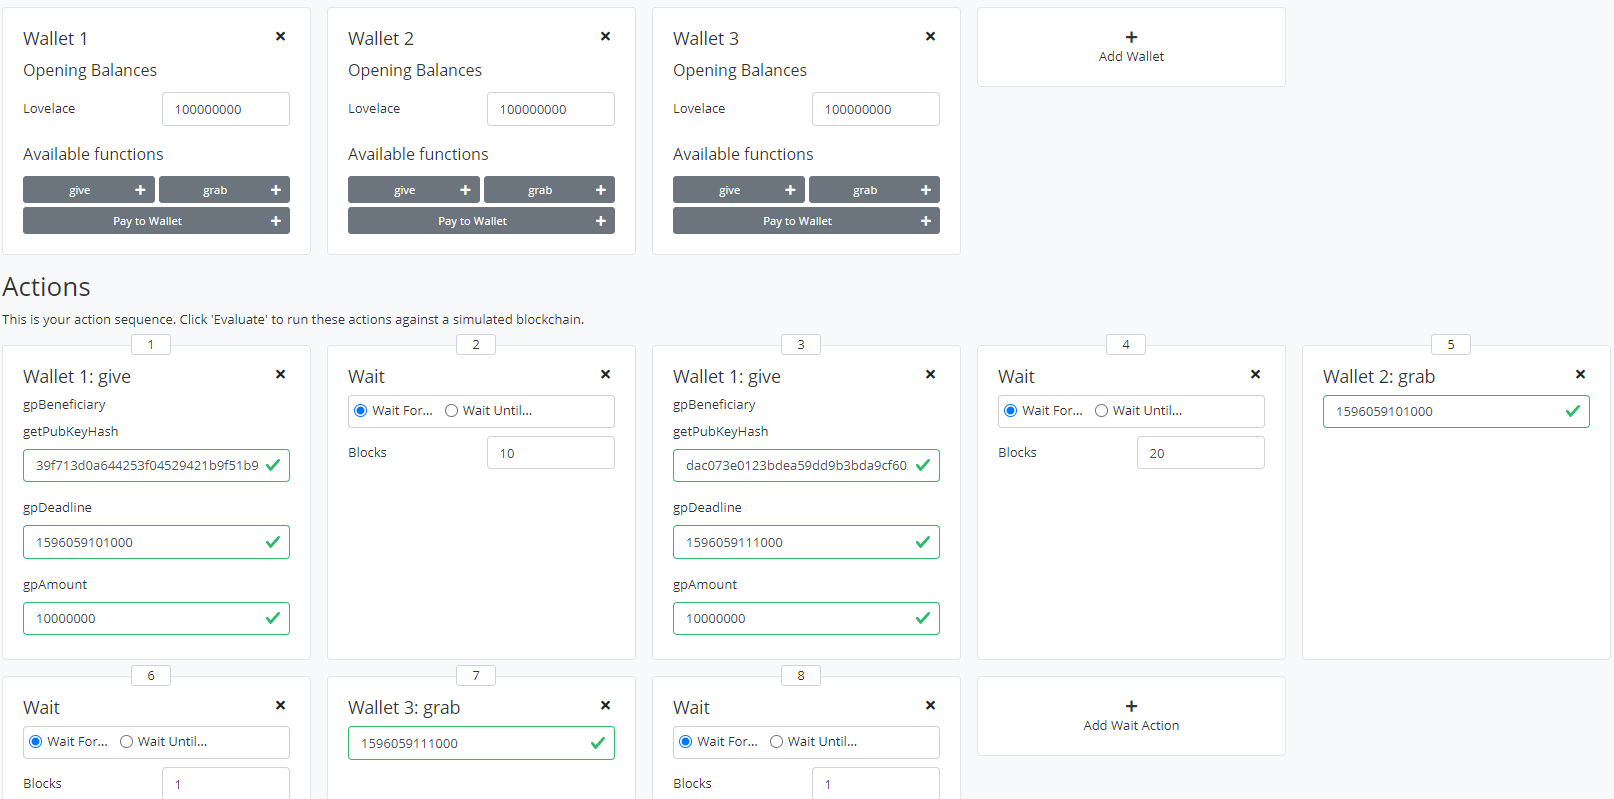 Wallet 1
Opening Balances
Lovelace 100000000
Available functions
give grab
Pay to Wallet
Wallet 2
Opening Balances
Lovelace 100000000
Available functions
give grab
Pay to Wallet
Wallet 3
Opening Balances
Lovelace 100000000
Available functions
give grab
Pay to Wallet
Add Wallet
Actions
This is your action sequence. Click 'Evaluate' to run these actions against a simulated blockchain.
1
Wallet 1: give
gpBeneficiary
getPubKeyHash
39f713d0a644253f04529421b9f51b9
gpDeadline
1596059101000
gpAmount
10000000
2
Wait
Wait For... Wait Until...
Blocks 10
3
Wallet 1: give
gpBeneficiary
getPubKeyHash
dac073e0123bdea59dd9b3bda9cf60
gpDeadline
1596059111000
gpAmount
10000000
4
Wait
Wait For... Wait Until...
Blocks 20
5
Wallet 2: grab
1596059101000
6
Wait
Wait For... Wait Until...
Blocks 1
7
Wallet 3: grab
1596059111000
8
Wait
Wait For... Wait Until...
Blocks 1
Add Wait Action